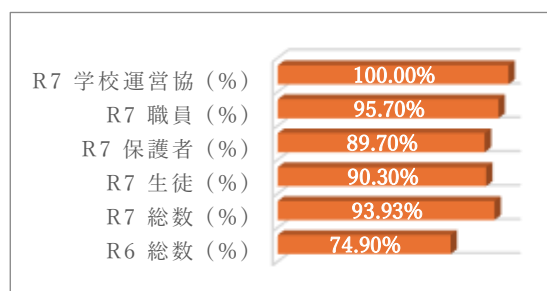 R7 学校運営協（%） 100.00%
R7 職員（%） 95.70%
R7 保護者（%） 89.70%
R7 生徒（%） 90.30%
R7 総数（%） 93.93%
R6 総数（%） 74.90%